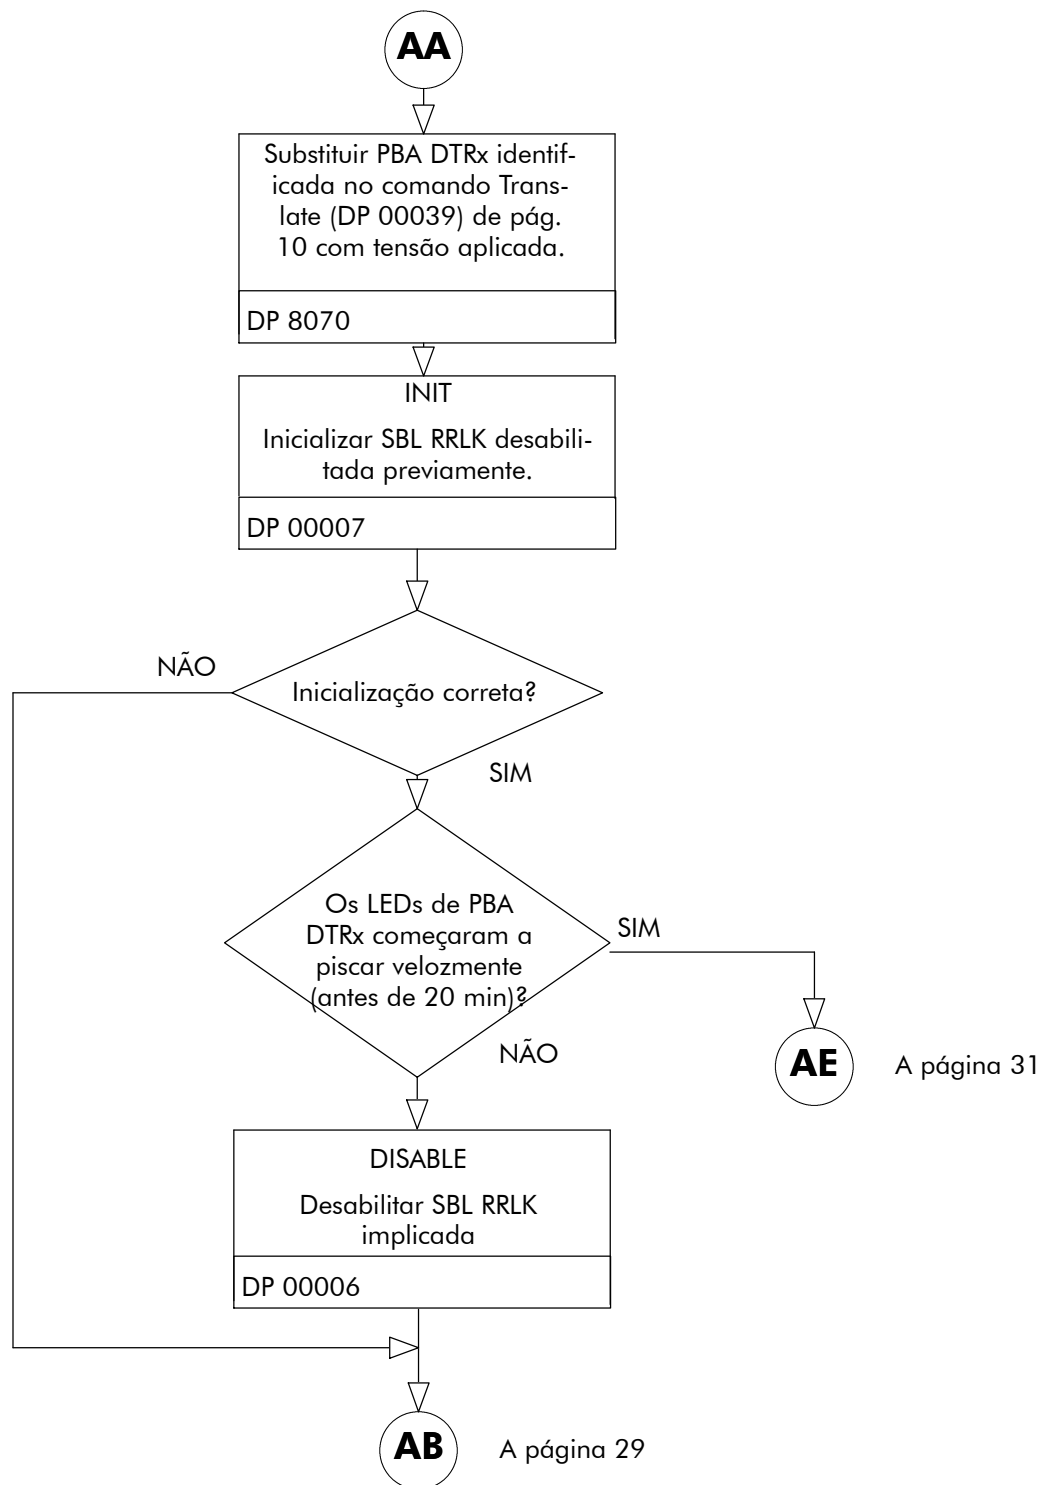 AA
Substituir PBA DTRx identif-
icada no comando Trans-
late (DP 00039) de pág.
10 com tensão aplicada.
DP 8070
INIT
Inicializar SBL RRLK desabili-
tada previamente.
DP 00007
NÃO
Inicialização correta?
SIM
Os LEDs de PBA
DTRx começaram a
piscar velozmente
(antes de 20 min)?
SIM
NÃO
AE
A página 31
DISABLE
Desabilitar SBL RRLK
implicada
DP 00006
AB
A página 29